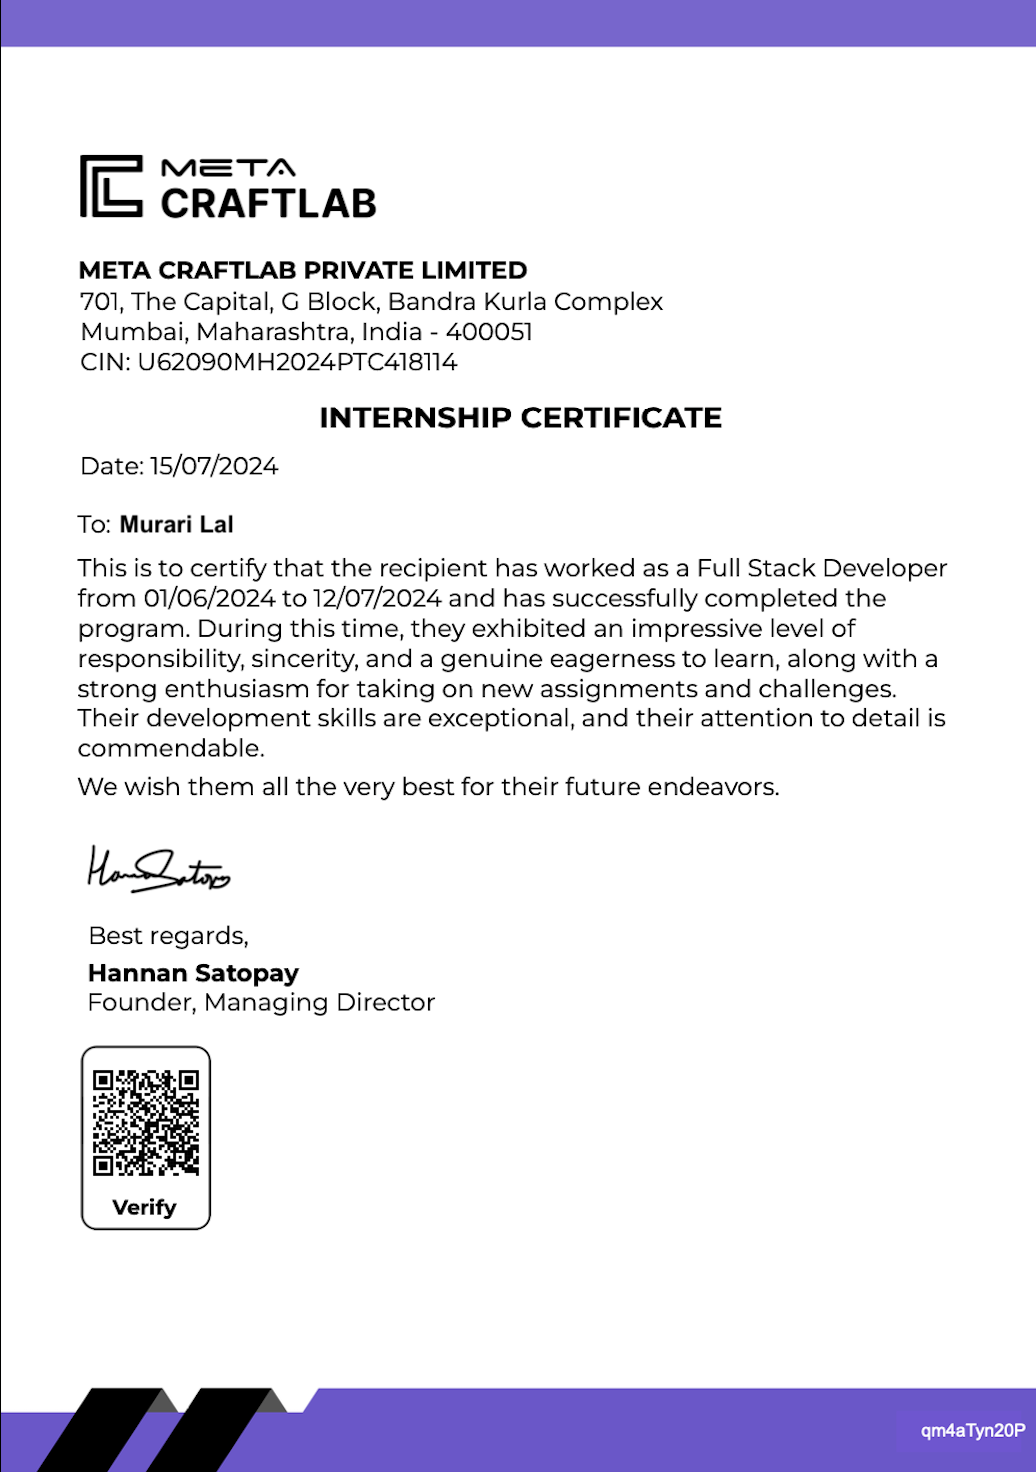 META
CRAFTLAB
META CRAFTLAB PRIVATE LIMITED
701, The Capital, G Block, Bandra Kurla Complex
Mumbai, Maharashtra, India - 400051
CIN: U62090MH2024PTC418114
INTERNSHIP CERTIFICATE
Date: 15/07/2024
To: Murari Lal
This is to certify that the recipient has worked as a Full Stack Developer
from 01/06/2024 to 12/07/2024 and has successfully completed the
program. During this time, they exhibited an impressive level of
responsibility, sincerity, and a genuine eagerness to learn, along with a
strong enthusiasm for taking on new assignments and challenges.
Their development skills are exceptional, and their attention to detail is
commendable.
We wish them all the very best for their future endeavors.
Best regards,
Hannan Satopay
Founder, Managing Director
Verify
qm4aTyn20P